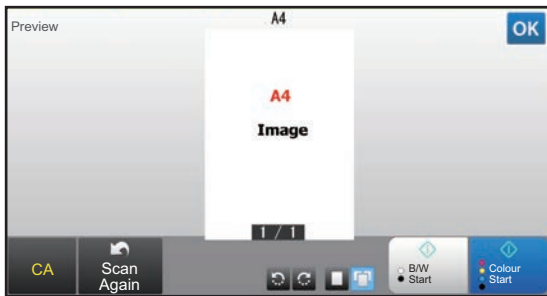 Preview
A4
OK
A4
Image
1 / 1
CA
Scan
Again
B/W
Start
Colour
Start